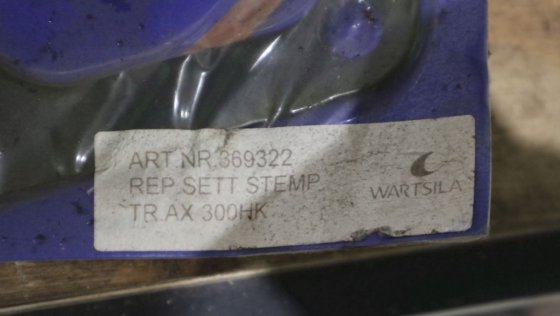 ART NR.369322
REP.SETT STEMP
TR.AX 300HK
WARTSILA